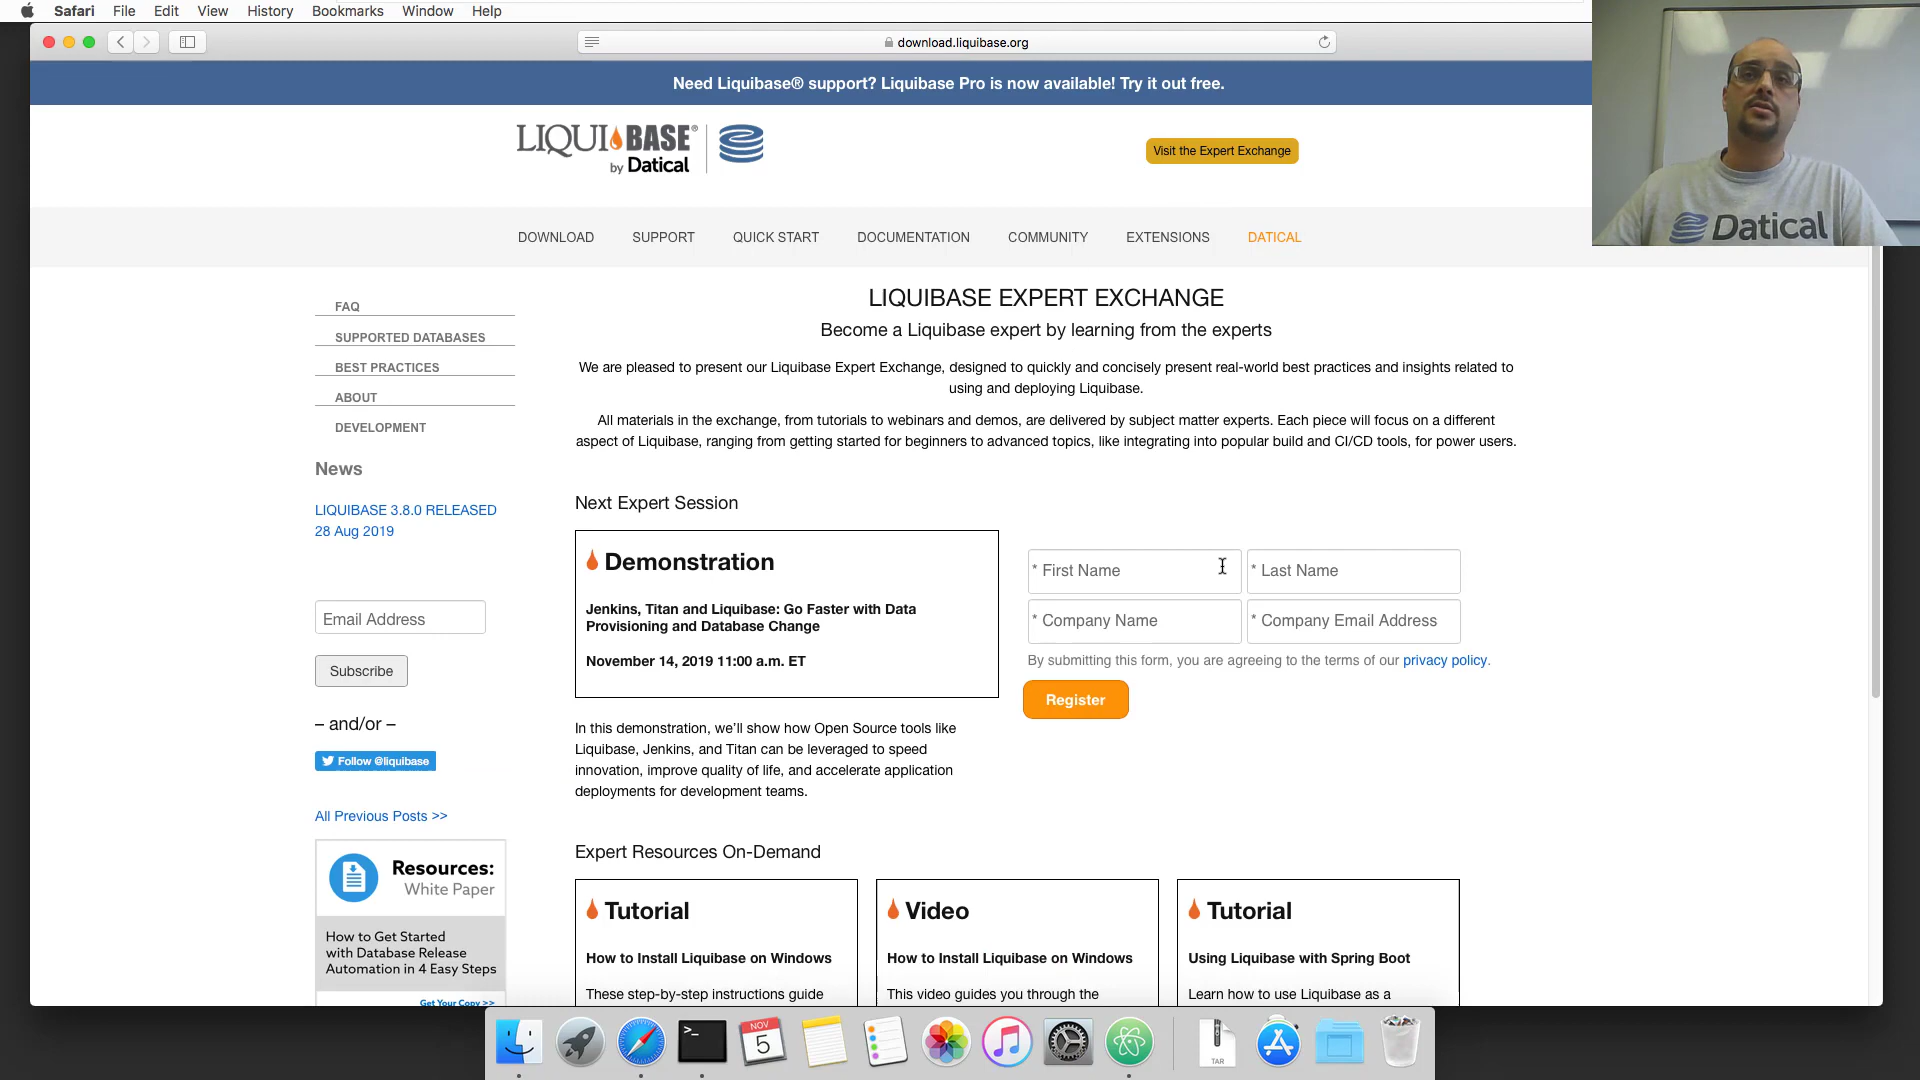 Safari File Edit View History Bookmarks Window Help
download.liquibase.org
Need Liquibase® support? Liquibase Pro is now available! Try it out free.
LIQUIBASE®
by Datical
Visit the Expert Exchange
Datical
DOWNLOAD SUPPORT QUICK START DOCUMENTATION COMMUNITY EXTENSIONS DATICAL
FAQ
SUPPORTED DATABASES
BEST PRACTICES
ABOUT
DEVELOPMENT
News
LIQUIBASE 3.8.0 RELEASED
28 Aug 2019
Email Address
Subscribe
– and/or –
Follow @liquibase
All Previous Posts >>
Resources:
White Paper
How to Get Started
with Database Release
Automation in 4 Easy Steps
Get Your Copy >>
LIQUIBASE EXPERT EXCHANGE
Become a Liquibase expert by learning from the experts
We are pleased to present our Liquibase Expert Exchange, designed to quickly and concisely present real-world best practices and insights related to
using and deploying Liquibase.
All materials in the exchange, from tutorials to webinars and demos, are delivered by subject matter experts. Each piece will focus on a different
aspect of Liquibase, ranging from getting started for beginners to advanced topics, like integrating into popular build and CI/CD tools, for power users.
Next Expert Session
Demonstration
Jenkins, Titan and Liquibase: Go Faster with Data
Provisioning and Database Change
November 14, 2019 11:00 a.m. ET
* First Name * Last Name
* Company Name * Company Email Address
By submitting this form, you are agreeing to the terms of our privacy policy.
Register
In this demonstration, we'll show how Open Source tools like
Liquibase, Jenkins, and Titan can be leveraged to speed
innovation, improve quality of life, and accelerate application
deployments for development teams.
Expert Resources On-Demand
Tutorial
How to Install Liquibase on Windows
These step-by-step instructions guide
Video
How to Install Liquibase on Windows
This video guides you through the
Tutorial
Using Liquibase with Spring Boot
Learn how to use Liquibase as a
>_
NOV
5
TAR